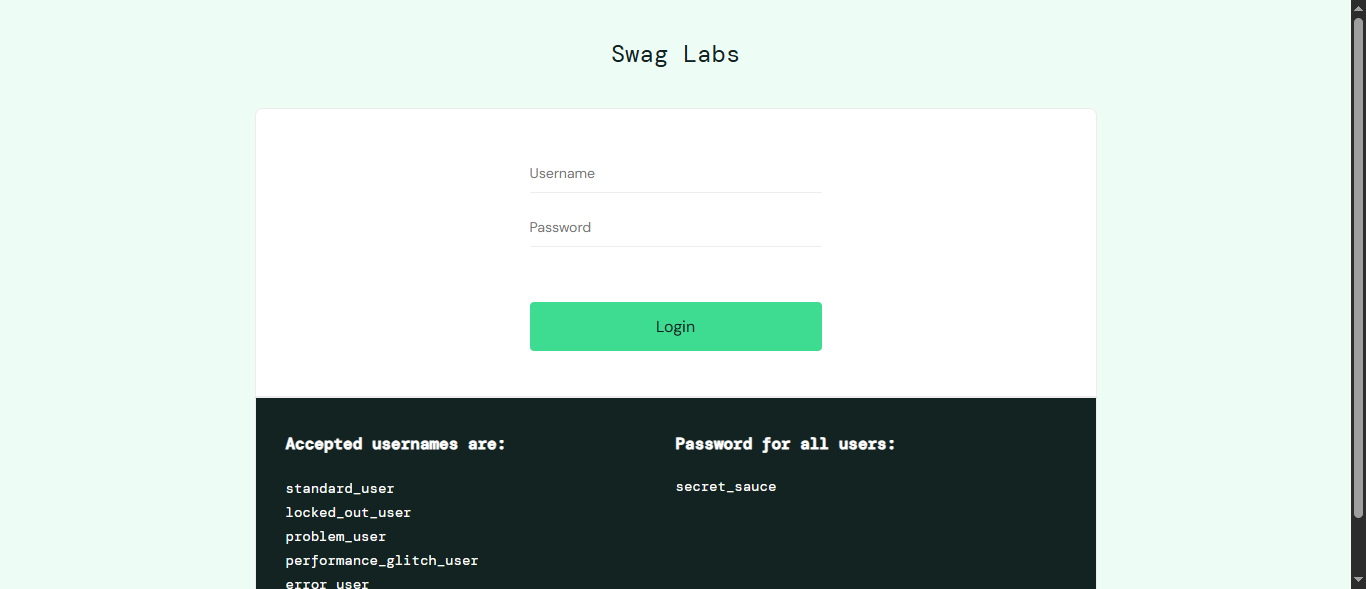 Swag Labs
Username
Password
Login
Accepted usernames are:
standard_user
locked_out_user
problem_user
performance_glitch_user
error_user
Password for all users:
secret_sauce